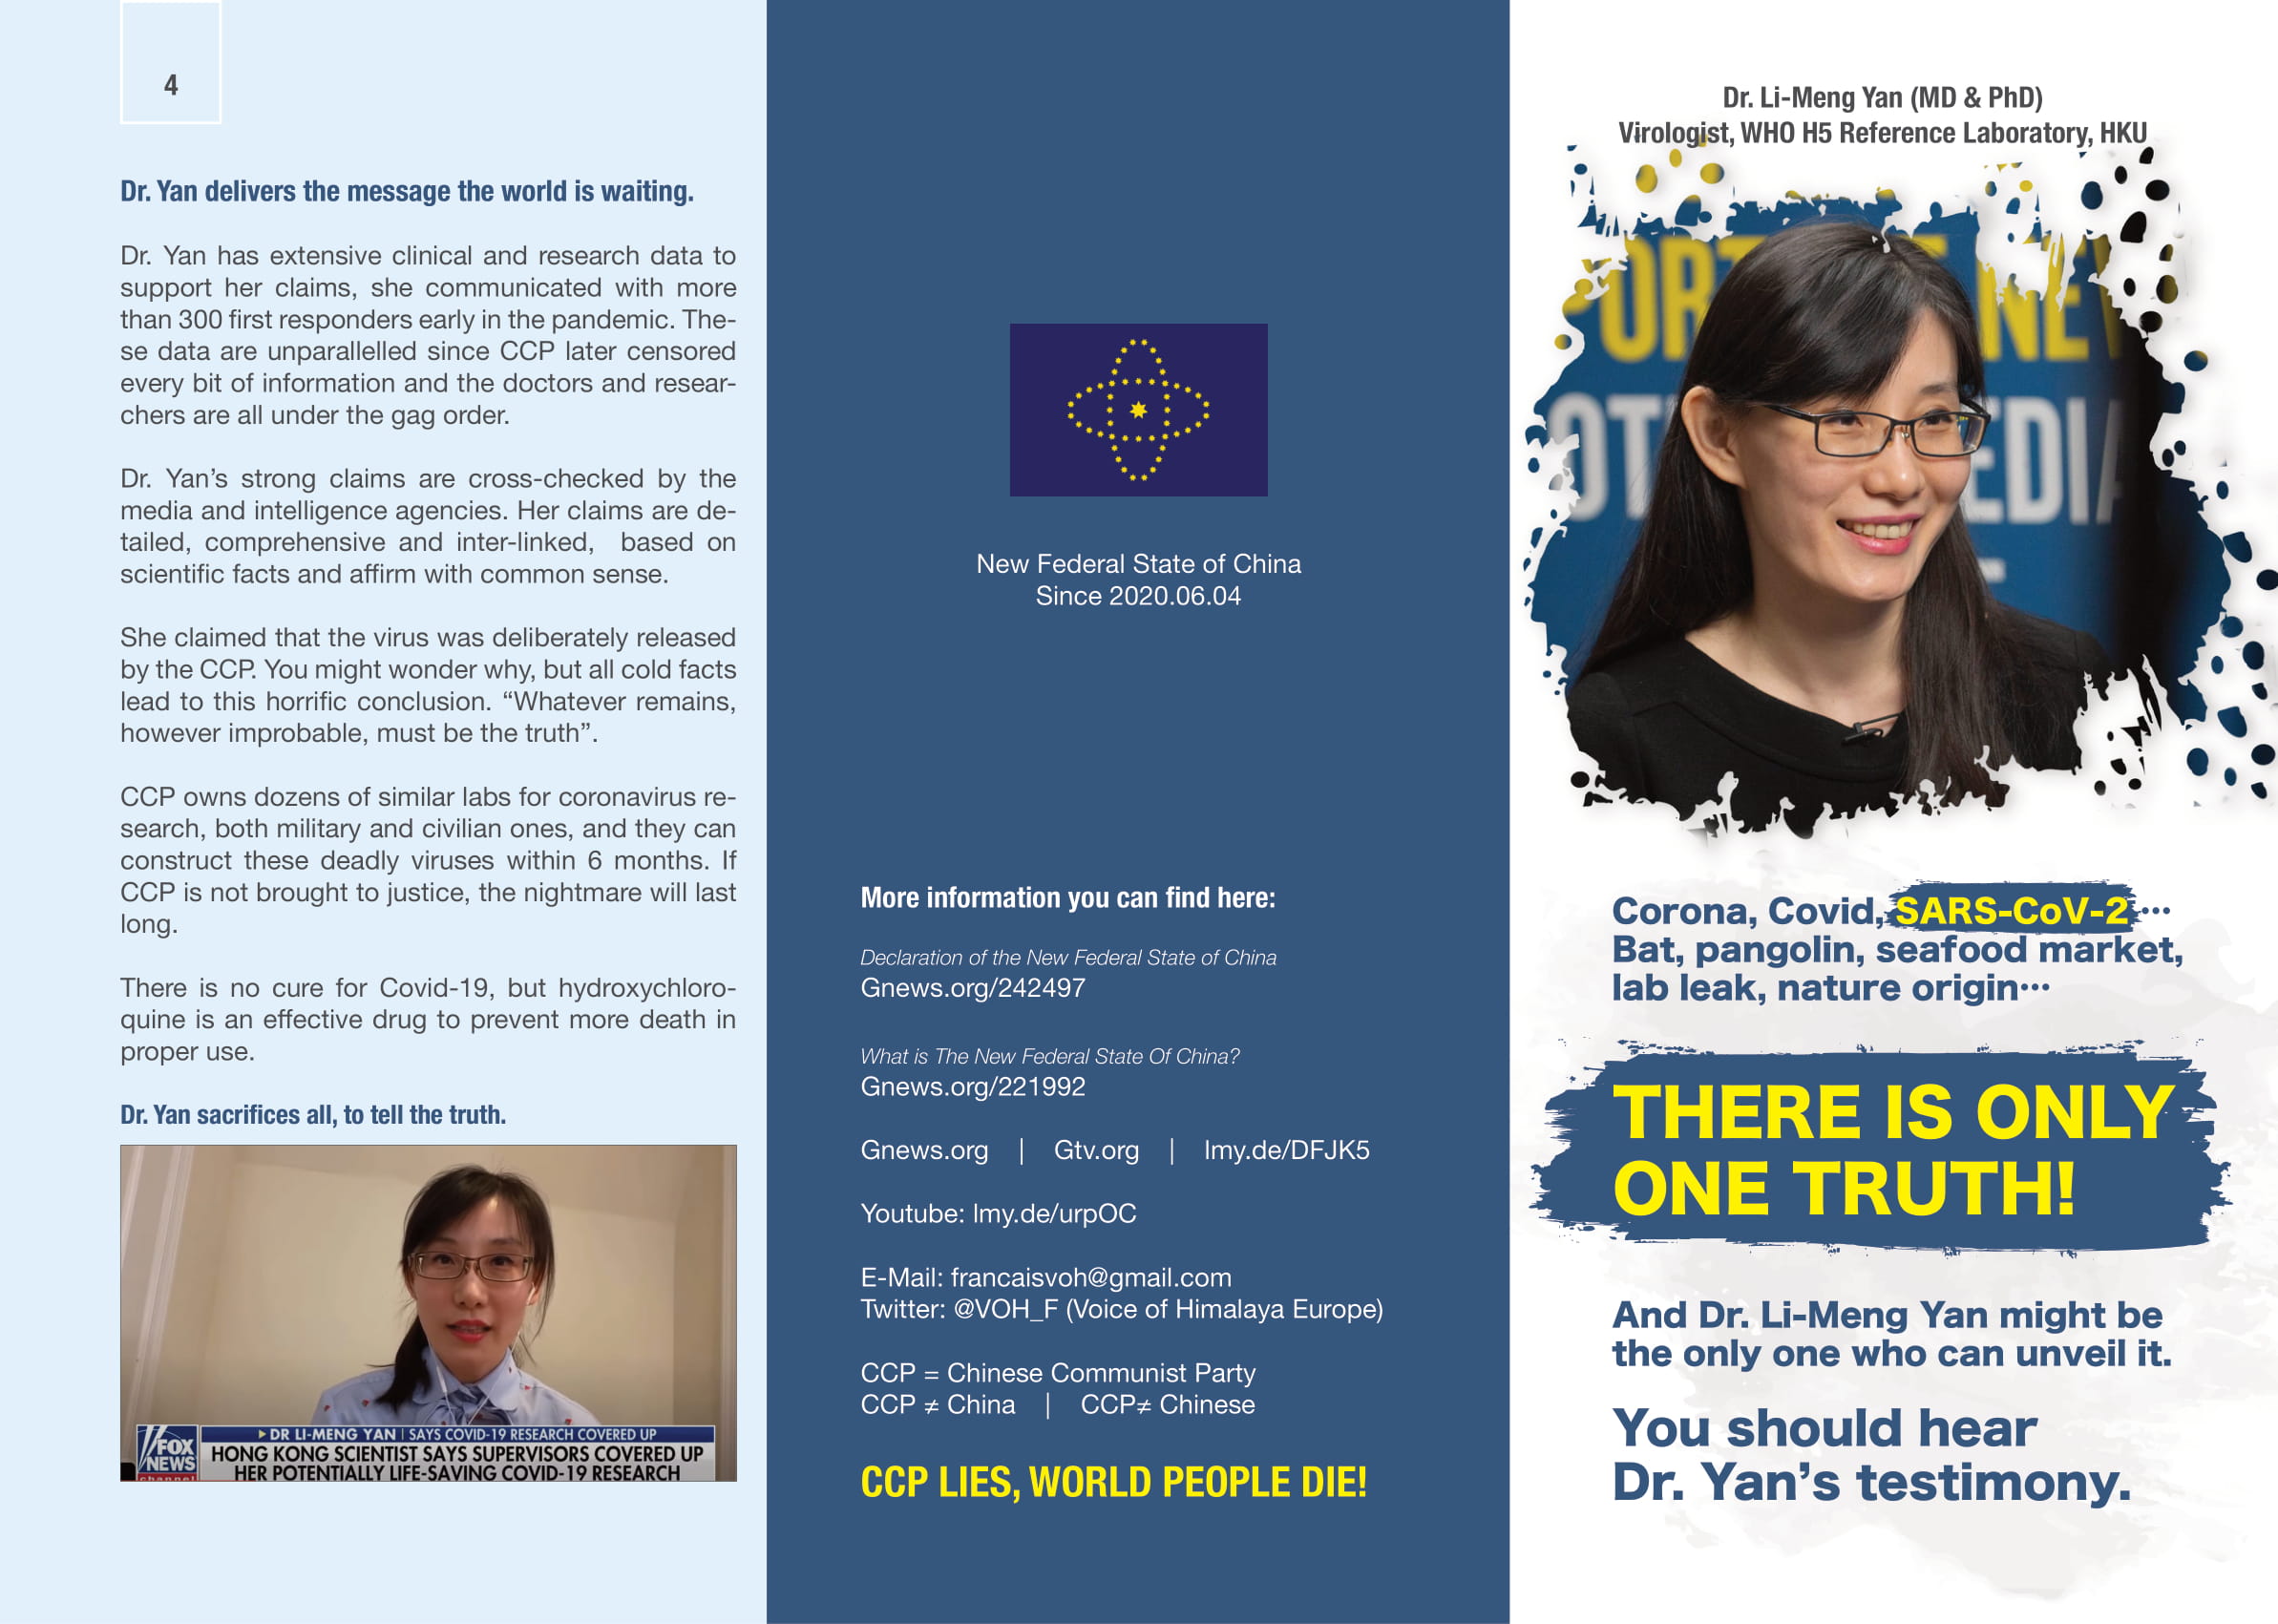 4
Dr. Yan delivers the message the world is waiting.
Dr. Yan has extensive clinical and research data to
support her claims, she communicated with more
than 300 first responders early in the pandemic. The-
se data are unparallelled since CCP later censored
every bit of information and the doctors and resear-
chers are all under the gag order.
Dr. Yan’s strong claims are cross-checked by the
media and intelligence agencies. Her claims are de-
tailed, comprehensive and inter-linked, based on
scientific facts and affirm with common sense.
She claimed that the virus was deliberately released
by the CCP. You might wonder why, but all cold facts
lead to this horrific conclusion. “Whatever remains,
however improbable, must be the truth”.
CCP owns dozens of similar labs for coronavirus re-
search, both military and civilian ones, and they can
construct these deadly viruses within 6 months. If
CCP is not brought to justice, the nightmare will last
long.
There is no cure for Covid-19, but hydroxychloro-
quine is an effective drug to prevent more death in
proper use.
Dr. Yan sacrifices all, to tell the truth.
FOX
NEWS
channel
DR LI-MENG YAN | SAYS COVID-19 RESEARCH COVERED UP
HONG KONG SCIENTIST SAYS SUPERVISORS COVERED UP
HER POTENTIALLY LIFE-SAVING COVID-19 RESEARCH
New Federal State of China
Since 2020.06.04
More information you can find here:
Declaration of the New Federal State of China
Gnews.org/242497
What is The New Federal State Of China?
Gnews.org/221992
Gnews.org | Gtv.org | lmy.de/DFJK5
Youtube: lmy.de/urpOC
E-Mail: francaisvoh@gmail.com
Twitter: @VOH_F (Voice of Himalaya Europe)
CCP = Chinese Communist Party
CCP ≠ China | CCP≠ Chinese
CCP LIES, WORLD PEOPLE DIE!
Dr. Li-Meng Yan (MD & PhD)
Virologist, WHO H5 Reference Laboratory, HKU
Corona, Covid, SARS-CoV-2···
Bat, pangolin, seafood market,
lab leak, nature origin···
THERE IS ONLY
ONE TRUTH!
And Dr. Li-Meng Yan might be
the only one who can unveil it.
You should hear
Dr. Yan’s testimony.